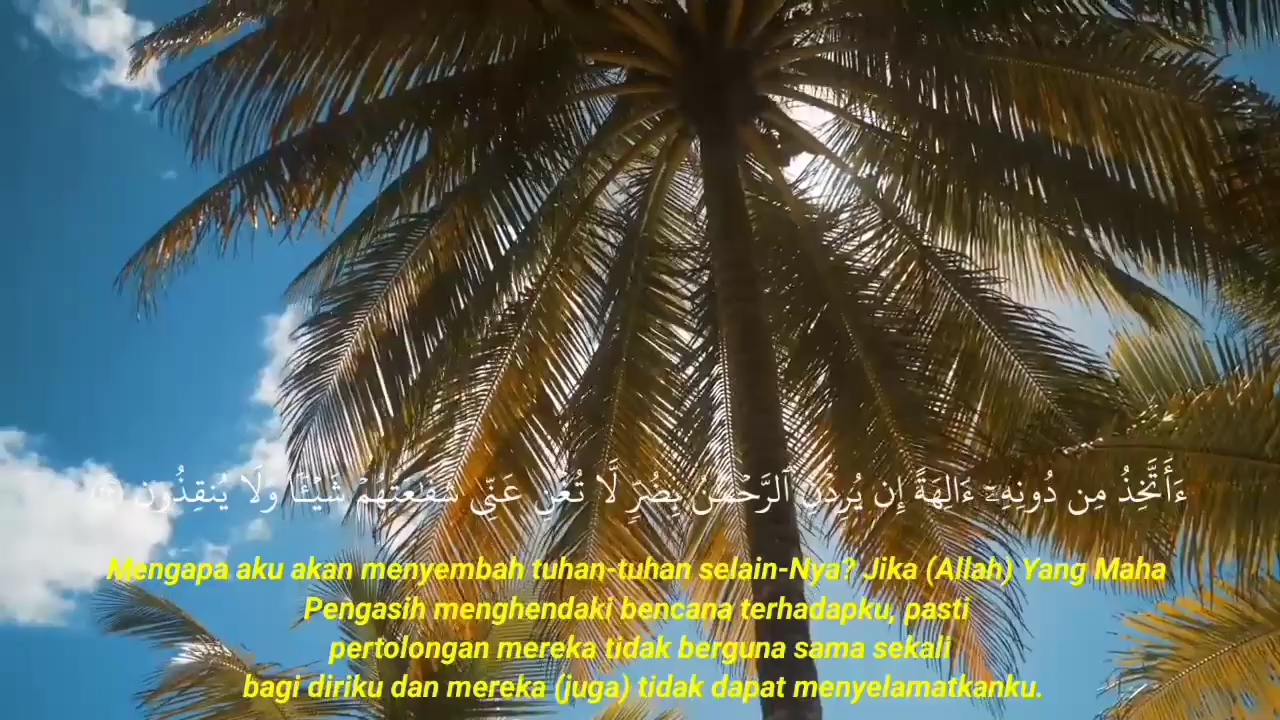 ءَأَتَّخِذُ مِن دُونِهِۦٓ ءَالِهَةً إِن يُرِدْنِ ٱلرَّحْمَـٰنُ بِضُرٍّ لَّا تُغْنِ عَنِّى شَفَـٰعَتُهُمْ شَيْـًٔا وَلَا يُنقِذُونِ
Mengapa aku akan menyembah tuhan-tuhan selain-Nya? Jika (Allah) Yang Maha
Pengasih menghendaki bencana terhadapku, pasti
pertolongan mereka tidak berguna sama sekali
bagi diriku dan mereka (juga) tidak dapat menyelamatkanku.